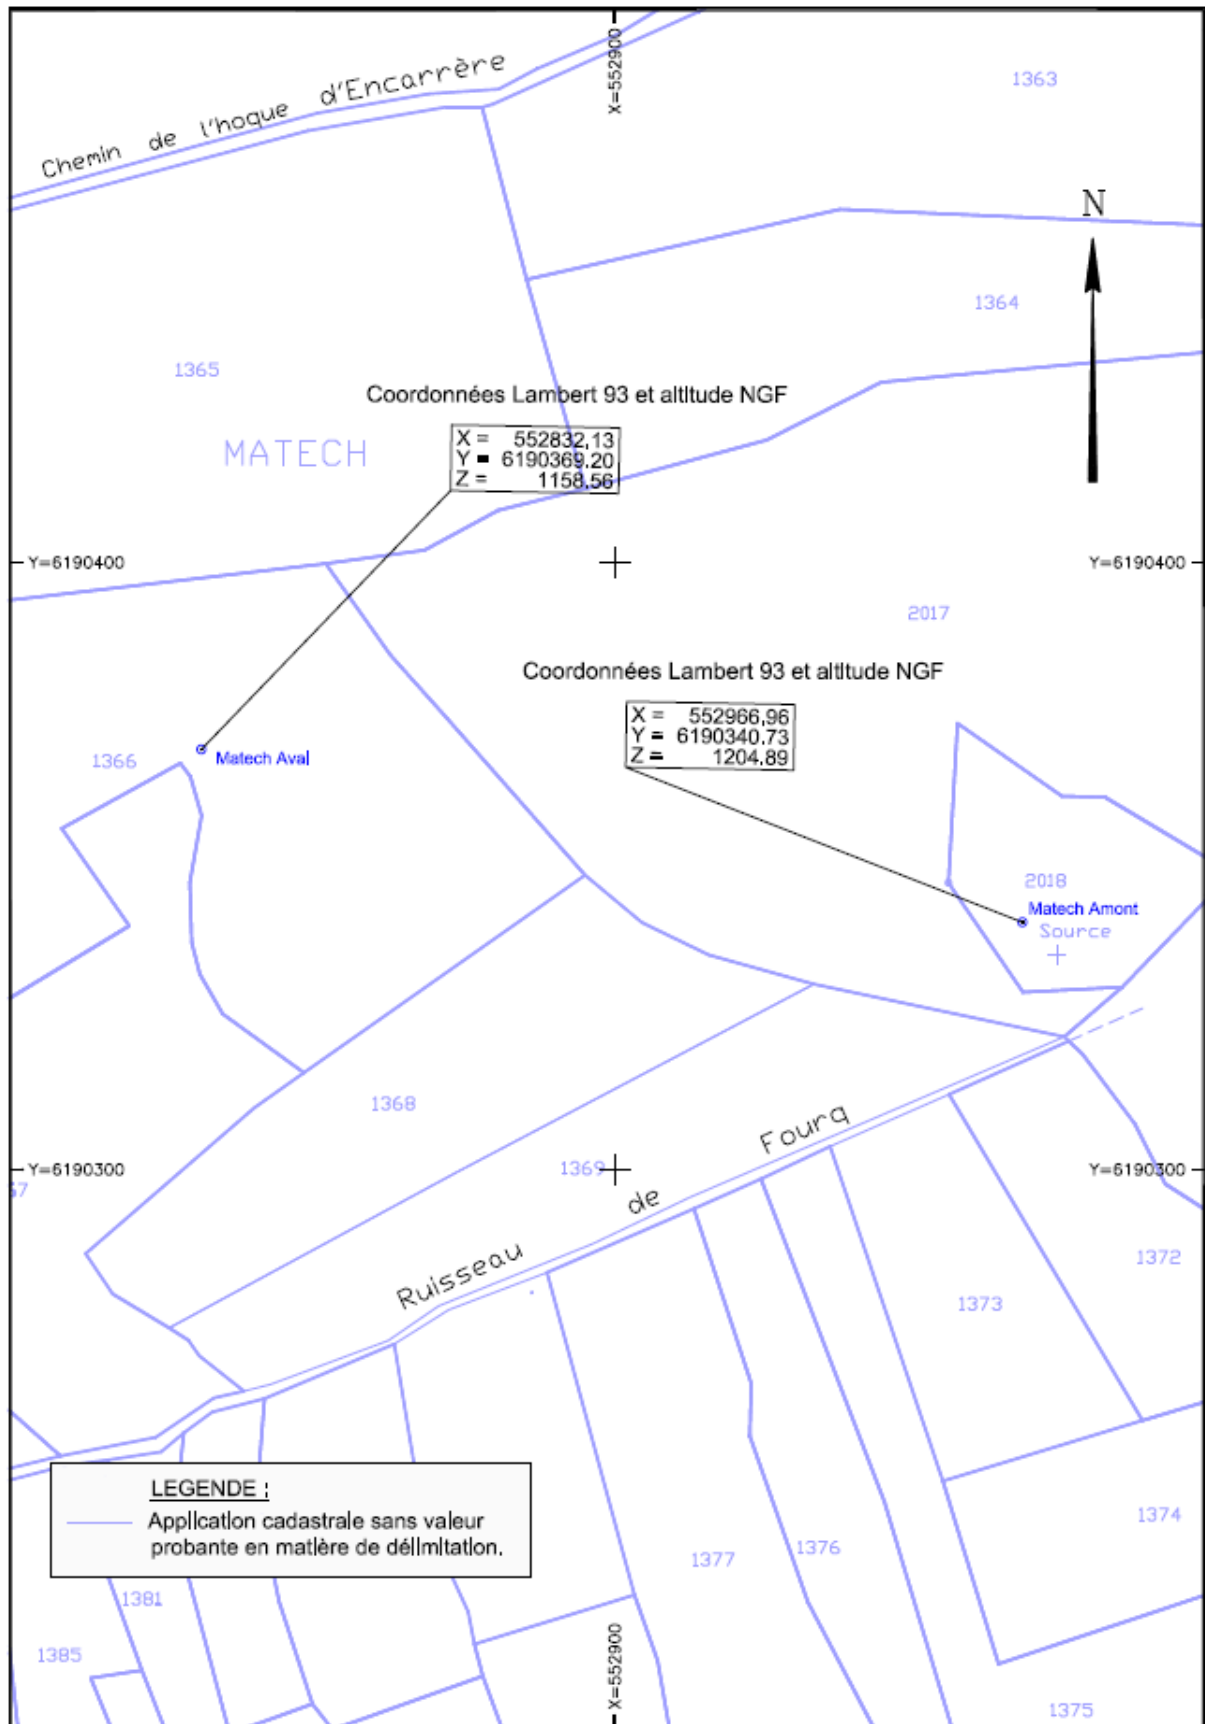 X=552900
1363
Chemin de l'hoque d'Encarrère
N
1364
1365
Coordonnées Lambert 93 et altitude NGF
MATECH
X = 552832,13
Y = 6190369.20
Z = 1158,56
Y=6190400
Y=6190400
2017
Coordonnées Lambert 93 et altitude NGF
X = 552966,96
Y = 6190340.73
Z = 1204.89
1366
Matech Aval
2018
Matech Amont
Source
1368
Ruisseau de Fourq
Y=6190300
1369
Y=6190300
1372
1373
LEGENDE :
Application cadastrale sans valeur
probante en matière de délimitation.
1374
1376
1377
1381
1385
X=552900
1375